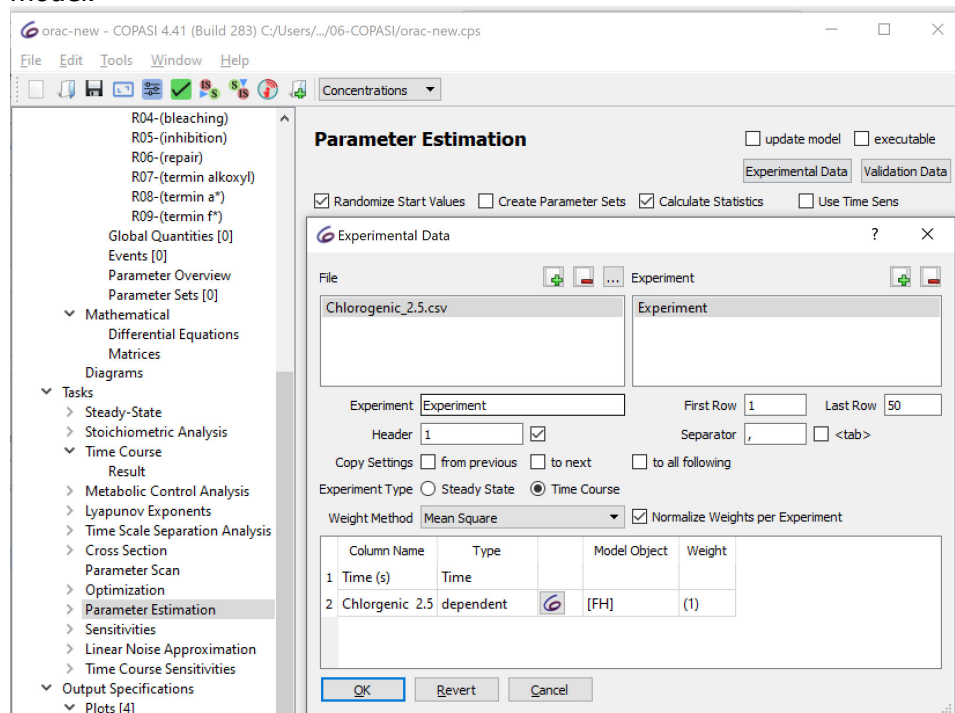 model.
orac-new - COPASI 4.41 (Build 283) C:/Users/.../06-COPASI/orac-new.cps
File Edit Tools Window Help
Concentrations
R04-(bleaching)
R05-(inhibition)
R06-(repair)
R07-(termin alkoxyl)
R08-(termin a*)
R09-(termin f*)
Global Quantities [0]
Events [0]
Parameter Overview
Parameter Sets [0]
Mathematical
Differential Equations
Matrices
Diagrams
Tasks
Steady-State
Stoichiometric Analysis
Time Course
Result
Metabolic Control Analysis
Lyapunov Exponents
Time Scale Separation Analysis
Cross Section
Parameter Scan
Optimization
Parameter Estimation
Sensitivities
Linear Noise Approximation
Time Course Sensitivities
Output Specifications
Plots [4]
Parameter Estimation
update model executable
Experimental Data Validation Data
Randomize Start Values Create Parameter Sets Calculate Statistics Use Time Sens
Experimental Data ?
File ... Experiment
Chlorogenic_2.5.csv Experiment
Experiment Experiment First Row 1 Last Row 50
Header 1 Separator , <tab>
Copy Settings from previous to next to all following
Experiment Type Steady State Time Course
Weight Method Mean Square Normalize Weights per Experiment
Column Name Type Model Object Weight
1 Time (s) Time
2 Chlorgenic 2.5 dependent [FH] (1)
OK Revert Cancel